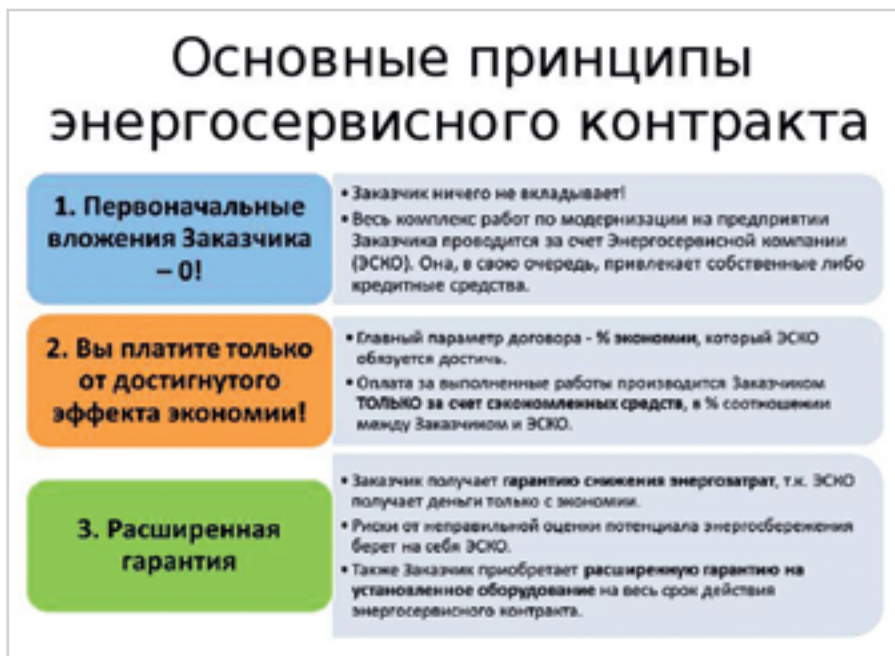 Основные принципы
энергосервисного контракта
1. Первоначальные
вложения Заказчика
– 0!
• Заказчик ничего не вкладывает!
• Весь комплекс работ по модернизации на предприятии
Заказчика проводится за счет Энергосервисной компании
(ЭСКО). Она, в свою очередь, привлекает собственные либо
кредитные средства.
2. Вы платите только
от достигнутого
эффекта экономии!
• Главный параметр договора - % экономии, который ЭСКО
обязуется достичь.
• Оплата за выполненные работы производится Заказчиком
ТОЛЬКО за счет сэкономленных средств, в % соотношении
между Заказчиком и ЭСКО.
3. Расширенная
гарантия
• Заказчик получает гарантию снижения энергозатрат, т.к. ЭСКО
получает деньги только с экономии.
• Риски от неправильной оценки потенциала энергосбережения
берет на себя ЭСКО.
• Также Заказчик приобретает расширенную гарантию на
установленное оборудование на весь срок действия
энергосервисного контракта.